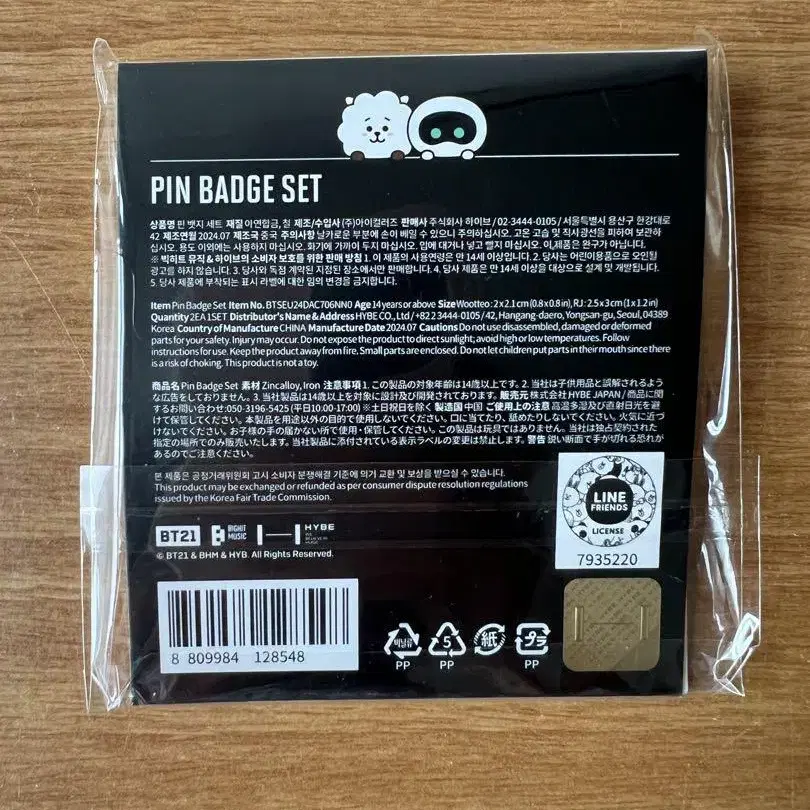 PIN BADGE SET
상품명 핀 뱃지 세트 재질 아연합금, 철 제조/수입사 (주)아이컬러즈 판매사 주식회사 하이브 / 02-3444-0105 / 서울특별시 용산구 한강대로
42 제조연월 2024.07 제조국 중국 주의사항 날카로운 부분에 손이 베일 수 있으니 주의하십시오. 고온 고습 및 직사광선을 피하여 보관하
십시오. 용도 이외에는 사용하지 마십시오. 화기에 가까이 두지 마십시오. 입에 대거나 넣고 빨지 마십시오. 이 제품은 완구가 아닙니다.
※ 빅히트 뮤직 & 하이브의 소비자 보호를 위한 판매 방침 1. 이 제품의 사용연령은 만 14세 이상입니다. 2. 당사는 어린이용품으로 오인될
광고를 하지 않습니다. 3. 당사와 독점 계약된 지정된 장소에서만 판매합니다. 4. 당사 제품은 만 14세 이상을 대상으로 설계 및 개발됩니다.
5. 당사 제품에 부착되는 표시 라벨에 대한 임의 변경을 금지합니다.
Item Pin Badge Set Item No. BTSEU24DAC706NN0 Age 14 years or above Size Wootteo : 2 x 2.1 cm (0.8 x 0.8 in), RJ : 2.5 x 3 cm (1 x 1.2 in)
Quantity 2EA 1SET Distributor's Name & Address HYBE CO., Ltd / +82 2 3444-0105 / 42, Hangang-daero, Yongsan-gu, Seoul, 04389
Korea Country of Manufacture CHINA Manufacture Date 2024.07 Cautions Do not use disassembled, damaged or deformed
parts for your safety. Injury may occur. Do not expose the product to direct sunlight; avoid high or low temperatures. Follow
instructions for use. Keep the product away from fire. Small parts are enclosed. Do not let children put parts in their mouth since there
is a risk of choking. This product is not a toy.
商品名 Pin Badge Set 素材 Zincalloy, Iron 注意事項 1. この製品の対象年齢は14歳以上です。 2. 当社は子供用品と誤解されるよう
な広告をしておりません。 3. 当社製品は14歳以上を対象に設計及び開発されております。 販売元 株式会社 HYBE JAPAN / 商品に関
するお問い合わせ:050-3196-5425 (平日10:00-17:00) ※土日祝日を除く 製造国 中国 ご使用上の注意 高温多湿及び直射日光を避
けて保管してください。本製品を用途以外の目的で使用しないでください。口に当てたり、舐めたりしないでください。火気に近づ
けないでください。お子様の手の届かない所で使用・保管してください。本製品は玩具ではありません。当社は独占契約された
指定の場所でのみ販売いたします。当社製品に添付されている表示ラベルの変更は禁止します。 警告 鋭い断面で手が切れる恐れが
あるのでご注意ください。
본 제품은 공정거래위원회 고시 소비자 분쟁해결 기준에 의거 교환 및 보상을 받으실 수 있습니다.
This product may be exchanged or refunded as per consumer dispute resolution regulations
issued by the Korea Fair Trade Commission.
LINE
FRIENDS
LICENSE
7935220
BT21 BIGHIT MUSIC HYBE
© BT21 & BHM & HYB. All Rights Reserved.
8 809984 128548
비닐류 5 紙 プラ
PP PP PP